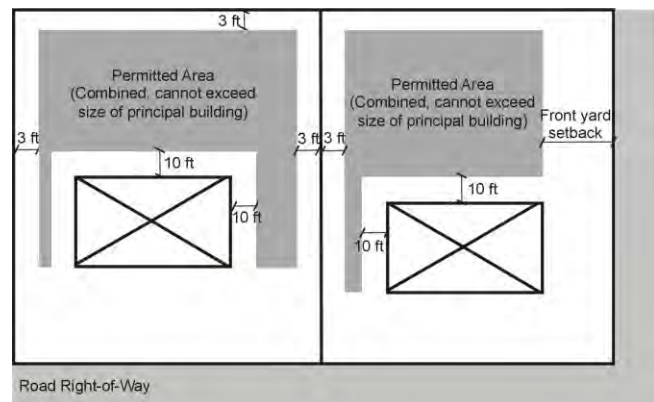 3 ft
Permitted Area
(Combined, cannot exceed
size of principal building)
Permitted Area
(Combined, cannot exceed
size of principal building)
Front yard
setback
3 ft
3 ft
3 ft
10 ft
10 ft
10 ft
10 ft
Road Right-of-Way